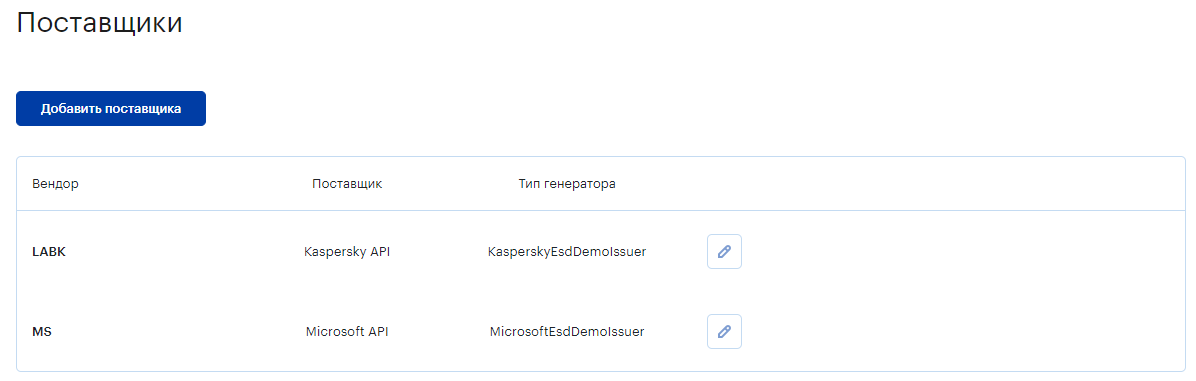 Поставщики
Добавить поставщика
Вендор Поставщик Тип генератора
LABK Kaspersky API KasperskyEsdDemoIssuer
MS Microsoft API MicrosoftEsdDemoIssuer